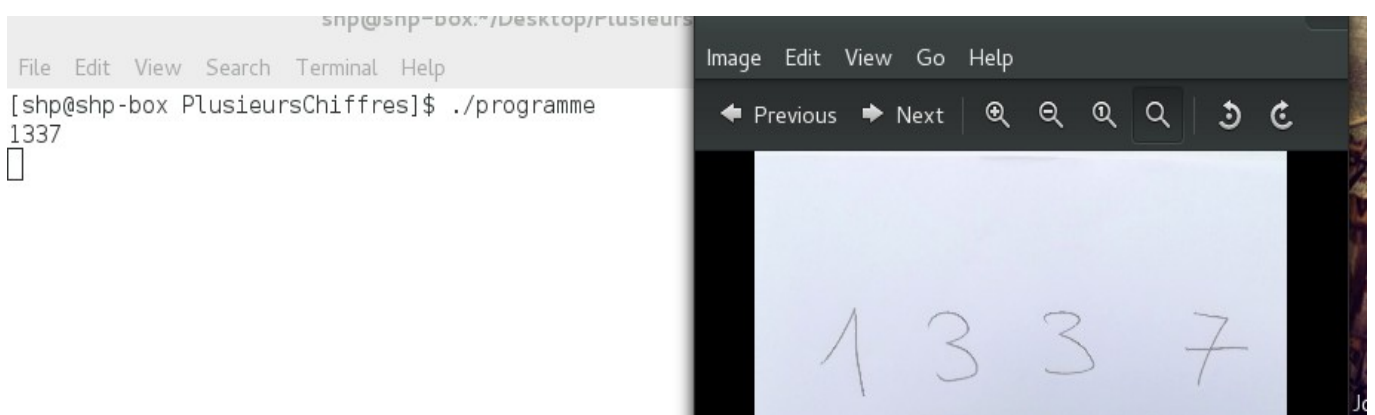 shp@shp-box:~/Desktop/Plusieurs
File Edit View Search Terminal Help
[shp@shp-box PlusieursChiffres]$ ./programme
1337
Image Edit View Go Help
Previous Next
1 3 3 7